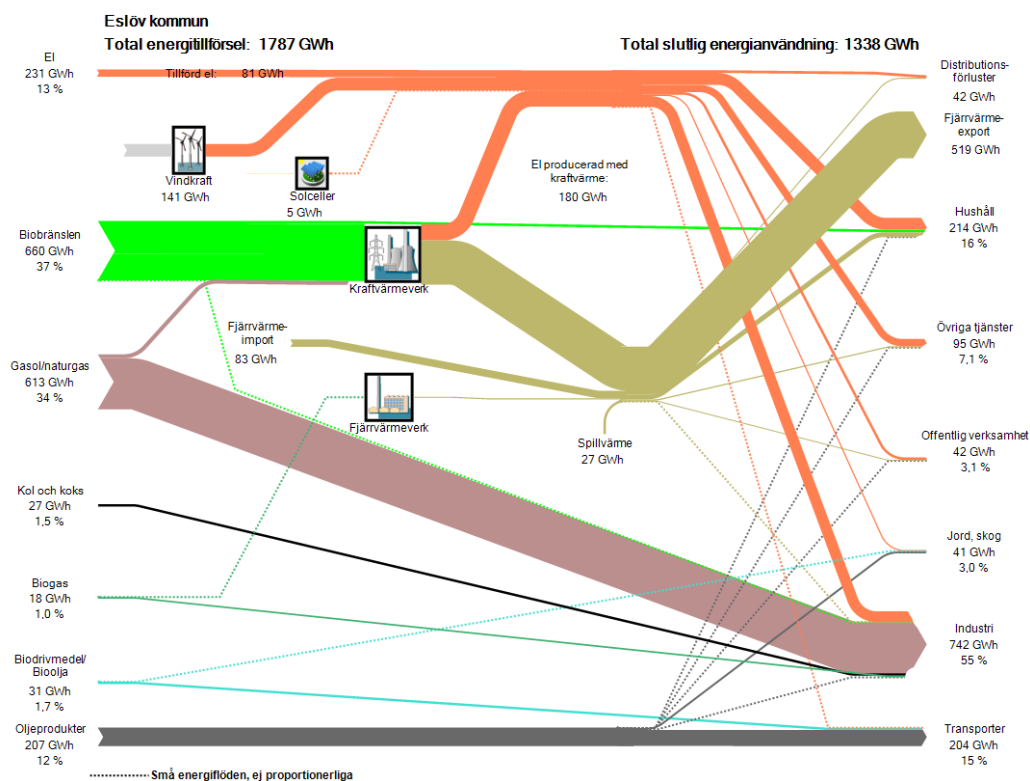 Eslöv kommun
Total energitillförsel: 1787 GWh
Total slutlig energianvändning: 1338 GWh
El
231 GWh
13 %
Tillförd el: 81 GWh
Vindkraft
141 GWh
Solceller
5 GWh
El producerad med
kraftvärme:
180 GWh
Biobränslen
660 GWh
37 %
Kraftvärmeverk
Fjärrvärme-
import
83 GWh
Gasol/naturgas
613 GWh
34 %
Fjärrvärmeverk
Spillvärme
27 GWh
Kol och koks
27 GWh
1,5 %
Biogas
18 GWh
1,0 %
Biodrivmedel/
Bioolja
31 GWh
1,7 %
Oljeprodukter
207 GWh
12 %
Distributions-
förluster
42 GWh
Fjärrvärme-
export
519 GWh
Hushåll
214 GWh
16 %
Övriga tjänster
95 GWh
7,1 %
Offentlig verksamhet
42 GWh
3,1 %
Jord, skog
41 GWh
3,0 %
Industri
742 GWh
55 %
Transporter
204 GWh
15 %
Små energiflöden, ej proportionerliga